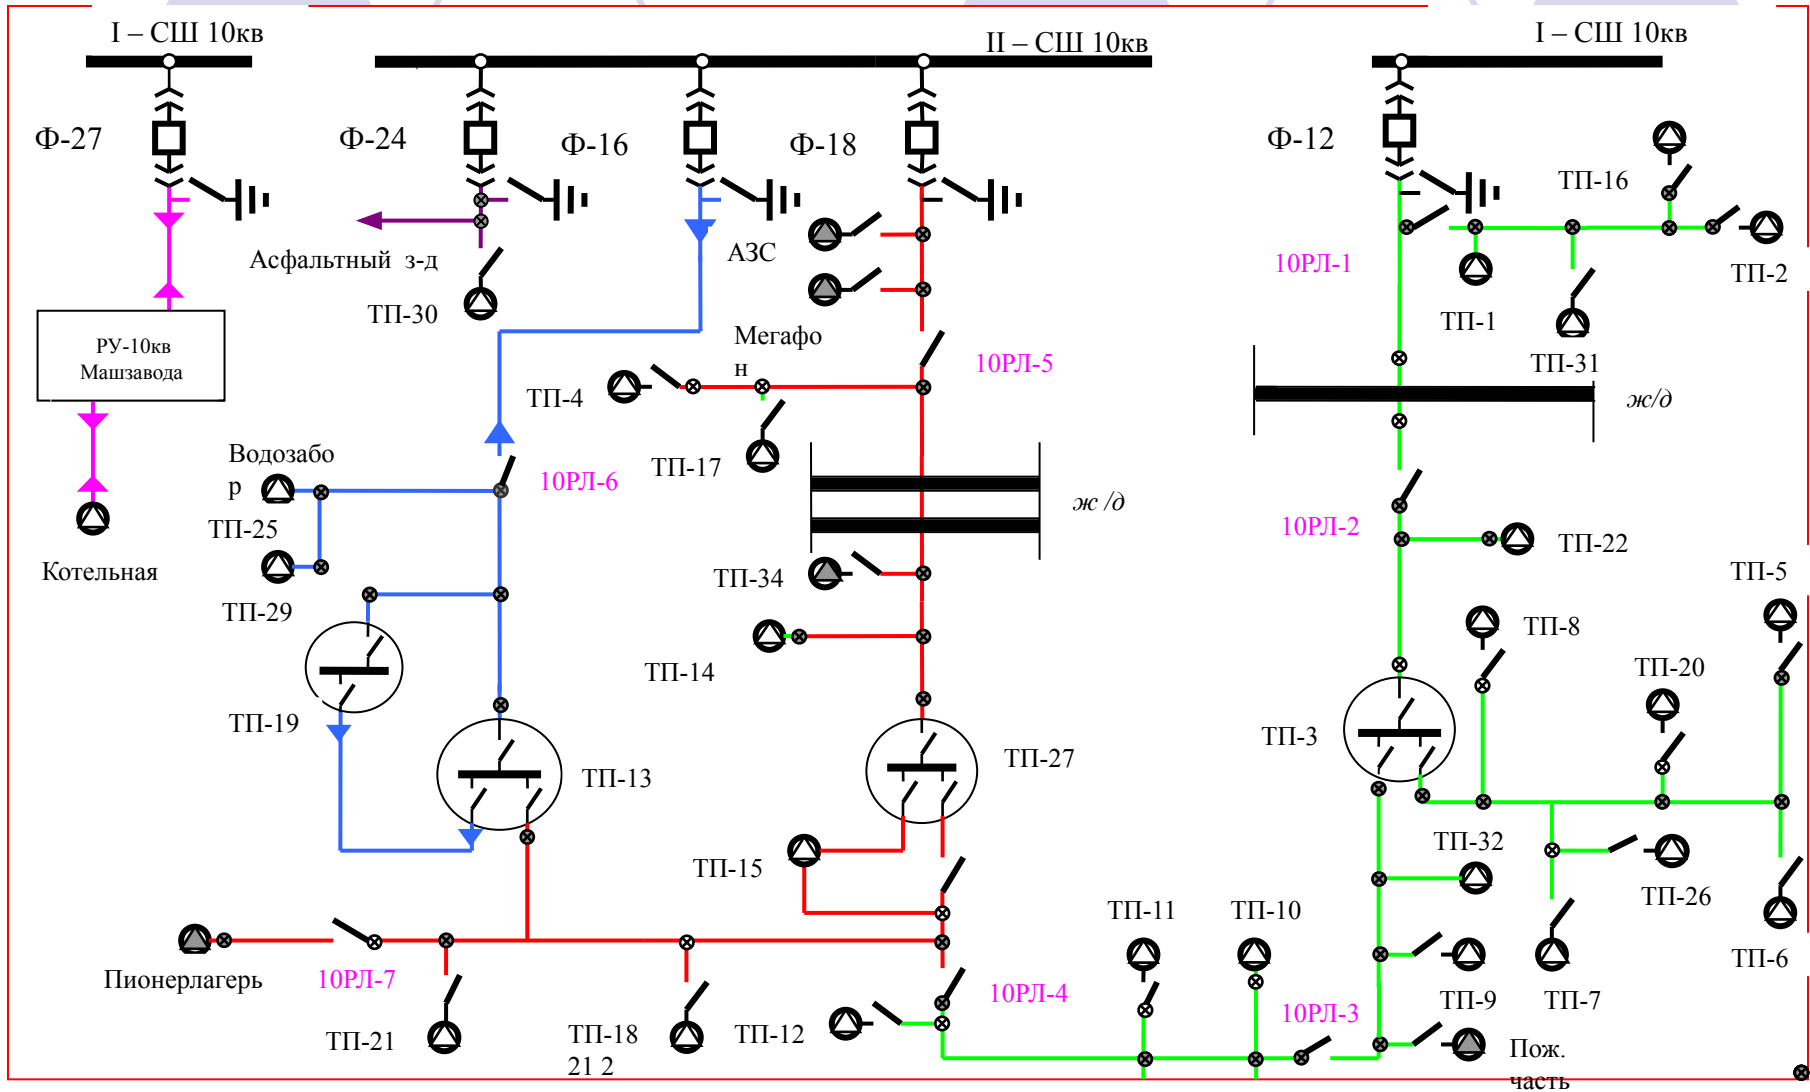 I – СШ 10кв
II – СШ 10кв
I – СШ 10кв
Ф-27
Ф-24
Ф-16
Ф-18
Ф-12
ТП-16
Асфальтный з-д
АЗС
10РЛ-1
ТП-2
ТП-30
ТП-1
РУ-10кв
Машзавода
Мегафо
н
10РЛ-5
ТП-31
ТП-4
ж/д
Водозабо
р
ТП-17
10РЛ-6
ж /д
ТП-25
10РЛ-2
ТП-22
Котельная
ТП-34
ТП-5
ТП-29
ТП-8
ТП-14
ТП-20
ТП-19
ТП-3
ТП-13
ТП-27
ТП-32
ТП-15
ТП-26
ТП-11
ТП-10
ТП-6
Пионерлагерь
10РЛ-7
10РЛ-4
ТП-9
ТП-7
10РЛ-3
ТП-21
ТП-18
21 2
ТП-12
Пож.
часть